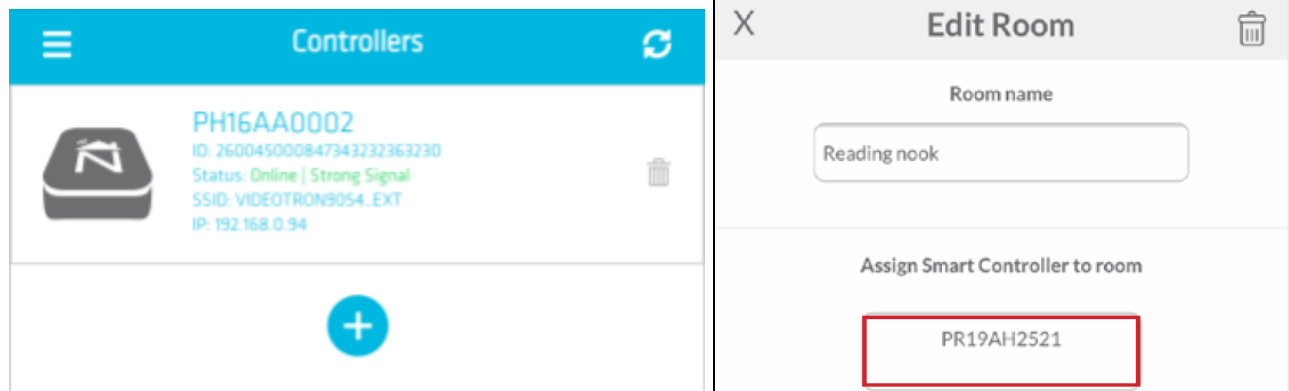 Controllers
PH16AA0002
ID: 260045000847343232363230
Status: Online | Strong Signal
SSID: VIDEOTRON9054_EXT
IP: 192.168.0.94
X
Edit Room
Room name
Reading nook
Assign Smart Controller to room
PR19AH2521